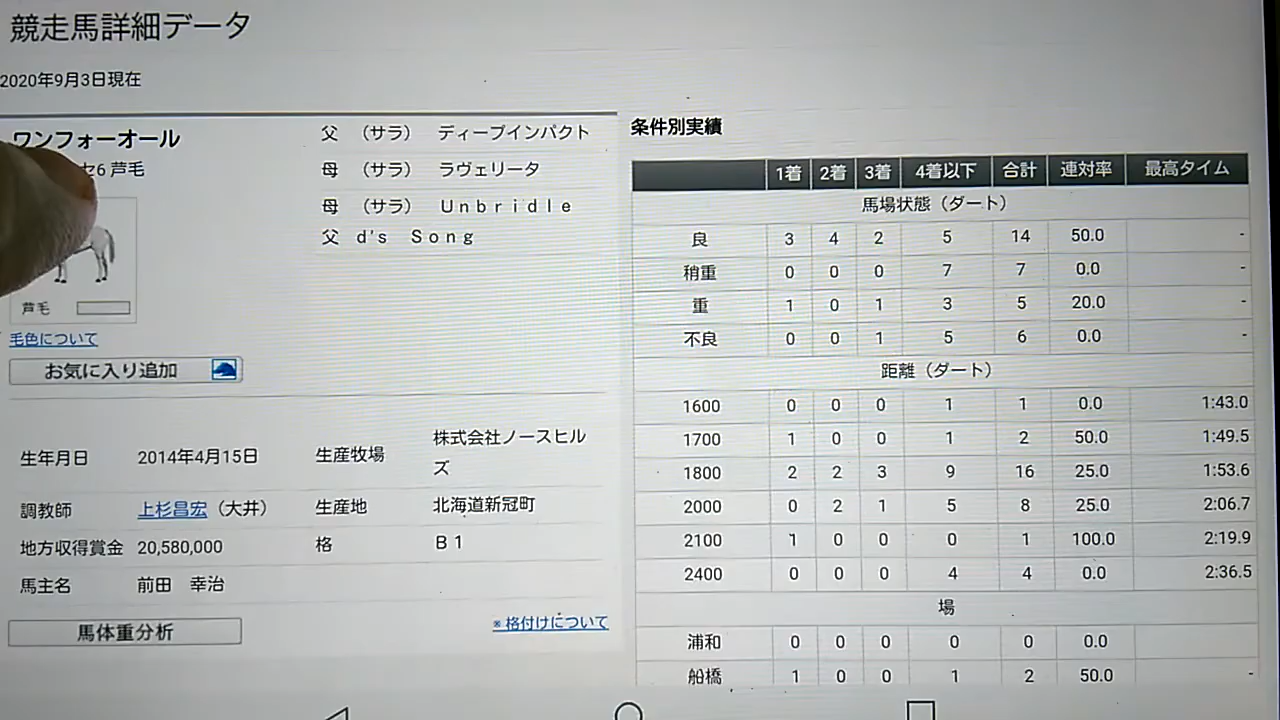 競走馬詳細データ
2020年9月3日現在
ワンフォーオール
セ6 芦毛
芦毛
毛色について
お気に入り追加
父 （サラ） ディープインパクト
母 （サラ） ラヴェリータ
母 （サラ） Ｕｎｂｒｉｄｌｅ
父 ｄ'ｓ Ｓｏｎｇ
生年月日 2014年4月15日 生産牧場 株式会社ノースヒル
ズ
調教師 上杉昌宏（大井） 生産地 北海道新冠町
地方収得賞金 20,580,000 格 Ｂ１
馬主名 前田 幸治
馬体重分析
※格付けについて
条件別実績
1着 2着 3着 4着以下 合計 連対率 最高タイム
馬場状態（ダート）
良 3 4 2 5 14 50.0 -
稍重 0 0 0 7 7 0.0 -
重 1 0 1 3 5 20.0 -
不良 0 0 1 5 6 0.0 -
距離（ダート）
1600 0 0 0 1 1 0.0 1:43.0
1700 1 0 0 1 2 50.0 1:49.5
1800 2 2 3 9 16 25.0 1:53.6
2000 0 2 1 5 8 25.0 2:06.7
2100 1 0 0 0 1 100.0 2:19.9
2400 0 0 0 4 4 0.0 2:36.5
場
浦和 0 0 0 0 0 0.0
船橋 1 0 0 1 2 50.0 -